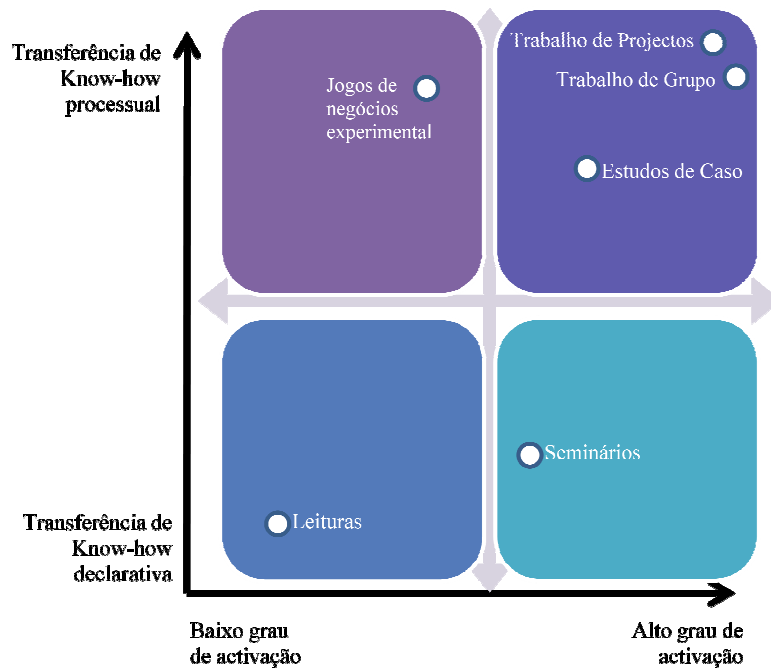 Transferência de
Know-how
processual
Jogos de
negócios
experimental
Trabalho de Projectos
Trabalho de Grupo
Estudos de Caso
Seminários
Leituras
Transferência de
Know-how
declarativa
Baixo grau
de activação
Alto grau de
activação